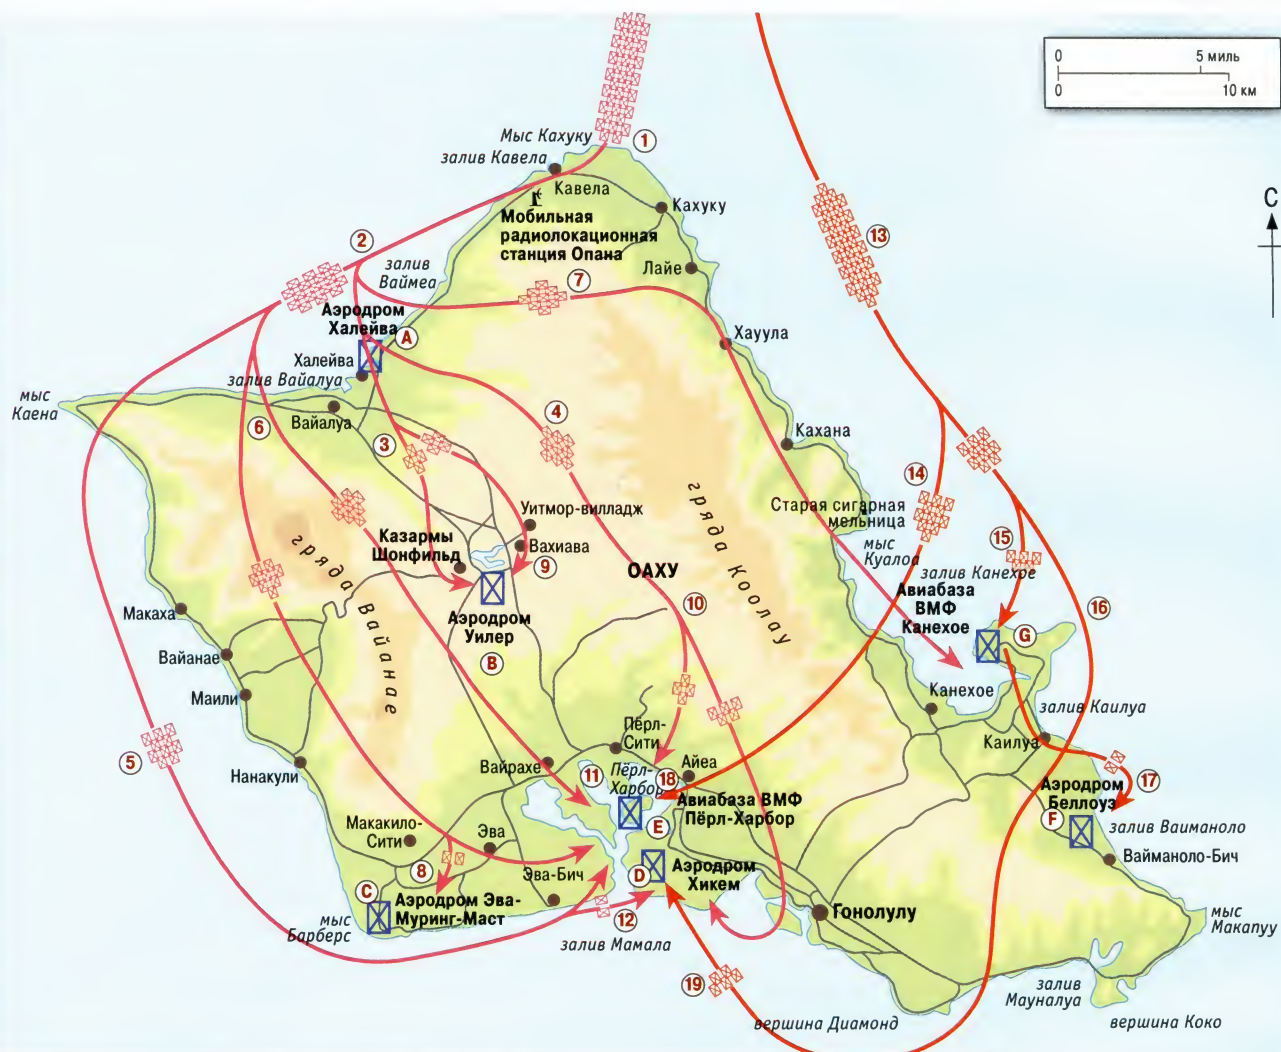 0
5 миль
0
10 км
С
Мыс Кахуку
1
залив Кавела
Кавела
Кахуку
Мобильная
радиолокационная
станция Опана
2
13
залив
Ваймеа
7
Лайе
Аэродром
Халейва
А
Хауула
Халейва
залив Вайалуа
мыс
Каена
Вайалуа
6
3
4
Кахана
14
гряда Коолау
Старая сигарная
мельница
Уитмор-вилладж
Казармы
Шонфильд
Вахиава
9
мыс
Куалоа
15
залив Канехое
ОАХУ
Авиабаза
ВМФ
Канехое
16
гряда Вайанае
Макаха
Аэродром
Уилер
В
10
G
Вайанае
Маили
Канехое
залив Каилуа
5
Нанакули
Вайрахе
Пёрл-
Сити
Каилуа
11
Пёрл-
Харбор
18
Айеа
17
Авиабаза ВМФ
Пёрл-Харбор
Е
Аэродром
Беллоуз
F
залив Ваиманоло
Макакило-
Сити
Эва
8
Вайманоло-Бич
Эва-Бич
D
Аэродром
Хикем
С
Аэродром Эва-
Муринг-Маст
мыс
Барберс
12
Гонолулу
мыс
Макапуу
залив Мамала
19
залив
Мауналуа
вершина Диамонд
вершина Коко